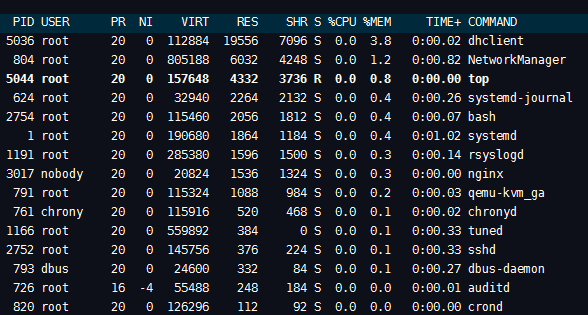 PID USER PR NI VIRT RES SHR S %CPU %MEM TIME+ COMMAND
5036 root 20 0 112884 19556 7096 S 0.0 3.8 0:00.02 dhclient
804 root 20 0 805188 6032 4248 S 0.0 1.2 0:00.82 NetworkManager
5044 root 20 0 157648 4332 3736 R 0.0 0.8 0:00.00 top
624 root 20 0 32940 2264 2132 S 0.0 0.4 0:00.26 systemd-journal
2754 root 20 0 115460 2056 1812 S 0.0 0.4 0:00.07 bash
1 root 20 0 190680 1864 1184 S 0.0 0.4 0:01.02 systemd
1191 root 20 0 285380 1596 1500 S 0.0 0.3 0:00.14 rsyslogd
3017 nobody 20 0 20824 1536 1324 S 0.0 0.3 0:00.00 nginx
791 root 20 0 115324 1088 984 S 0.0 0.2 0:00.03 qemu-kvm_ga
761 chrony 20 0 115916 520 468 S 0.0 0.1 0:00.02 chronyd
1166 root 20 0 559892 384 0 S 0.0 0.1 0:00.33 tuned
2752 root 20 0 145756 376 224 S 0.0 0.1 0:00.33 sshd
793 dbus 20 0 24600 332 84 S 0.0 0.1 0:00.27 dbus-daemon
726 root 16 -4 55488 248 184 S 0.0 0.0 0:00.01 auditd
820 root 20 0 126296 112 92 S 0.0 0.0 0:00.00 crond